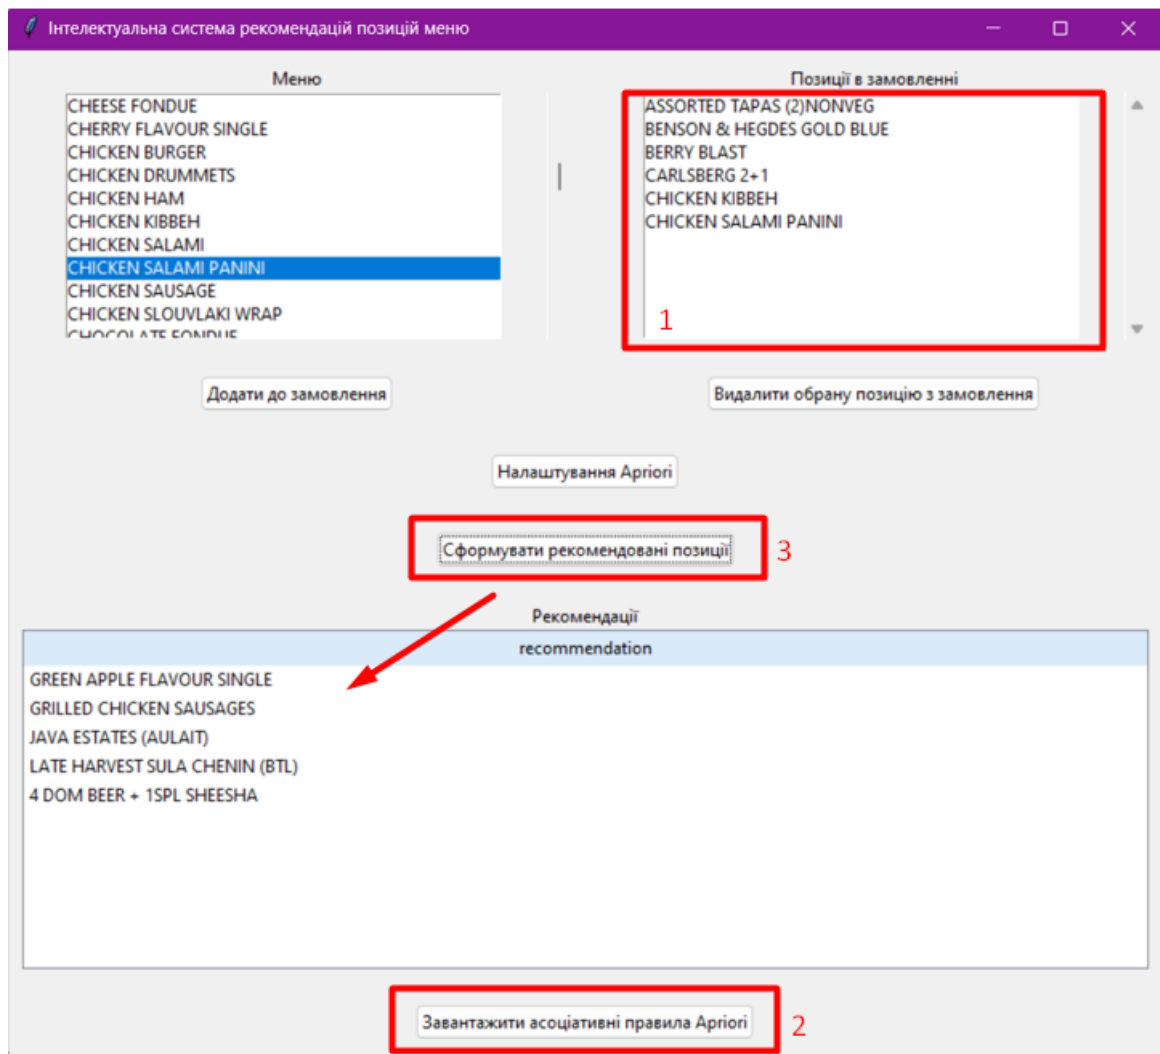 Інтелектуальна система рекомендацій позицій меню
Меню
CHEESE FONDUE
CHERRY FLAVOUR SINGLE
CHICKEN BURGER
CHICKEN DRUMMETS
CHICKEN HAM
CHICKEN KIBBEH
CHICKEN SALAMI
CHICKEN SALAMI PANINI
CHICKEN SAUSAGE
CHICKEN SLOUVLAKI WRAP
CHOCOLATE FONDUE
Позиції в замовленні
ASSORTED TAPAS (2)NONVEG
BENSON & HEGDES GOLD BLUE
BERRY BLAST
CARLSBERG 2+1
CHICKEN KIBBEH
CHICKEN SALAMI PANINI
1
Додати до замовлення
Видалити обрану позицію з замовлення
Налаштування Apriori
Сформувати рекомендовані позиції
3
Рекомендації
recommendation
GREEN APPLE FLAVOUR SINGLE
GRILLED CHICKEN SAUSAGES
JAVA ESTATES (AULAIT)
LATE HARVEST SULA CHENIN (BTL)
4 DOM BEER + 1SPL SHEESHA
Завантажити асоціативні правила Apriori
2